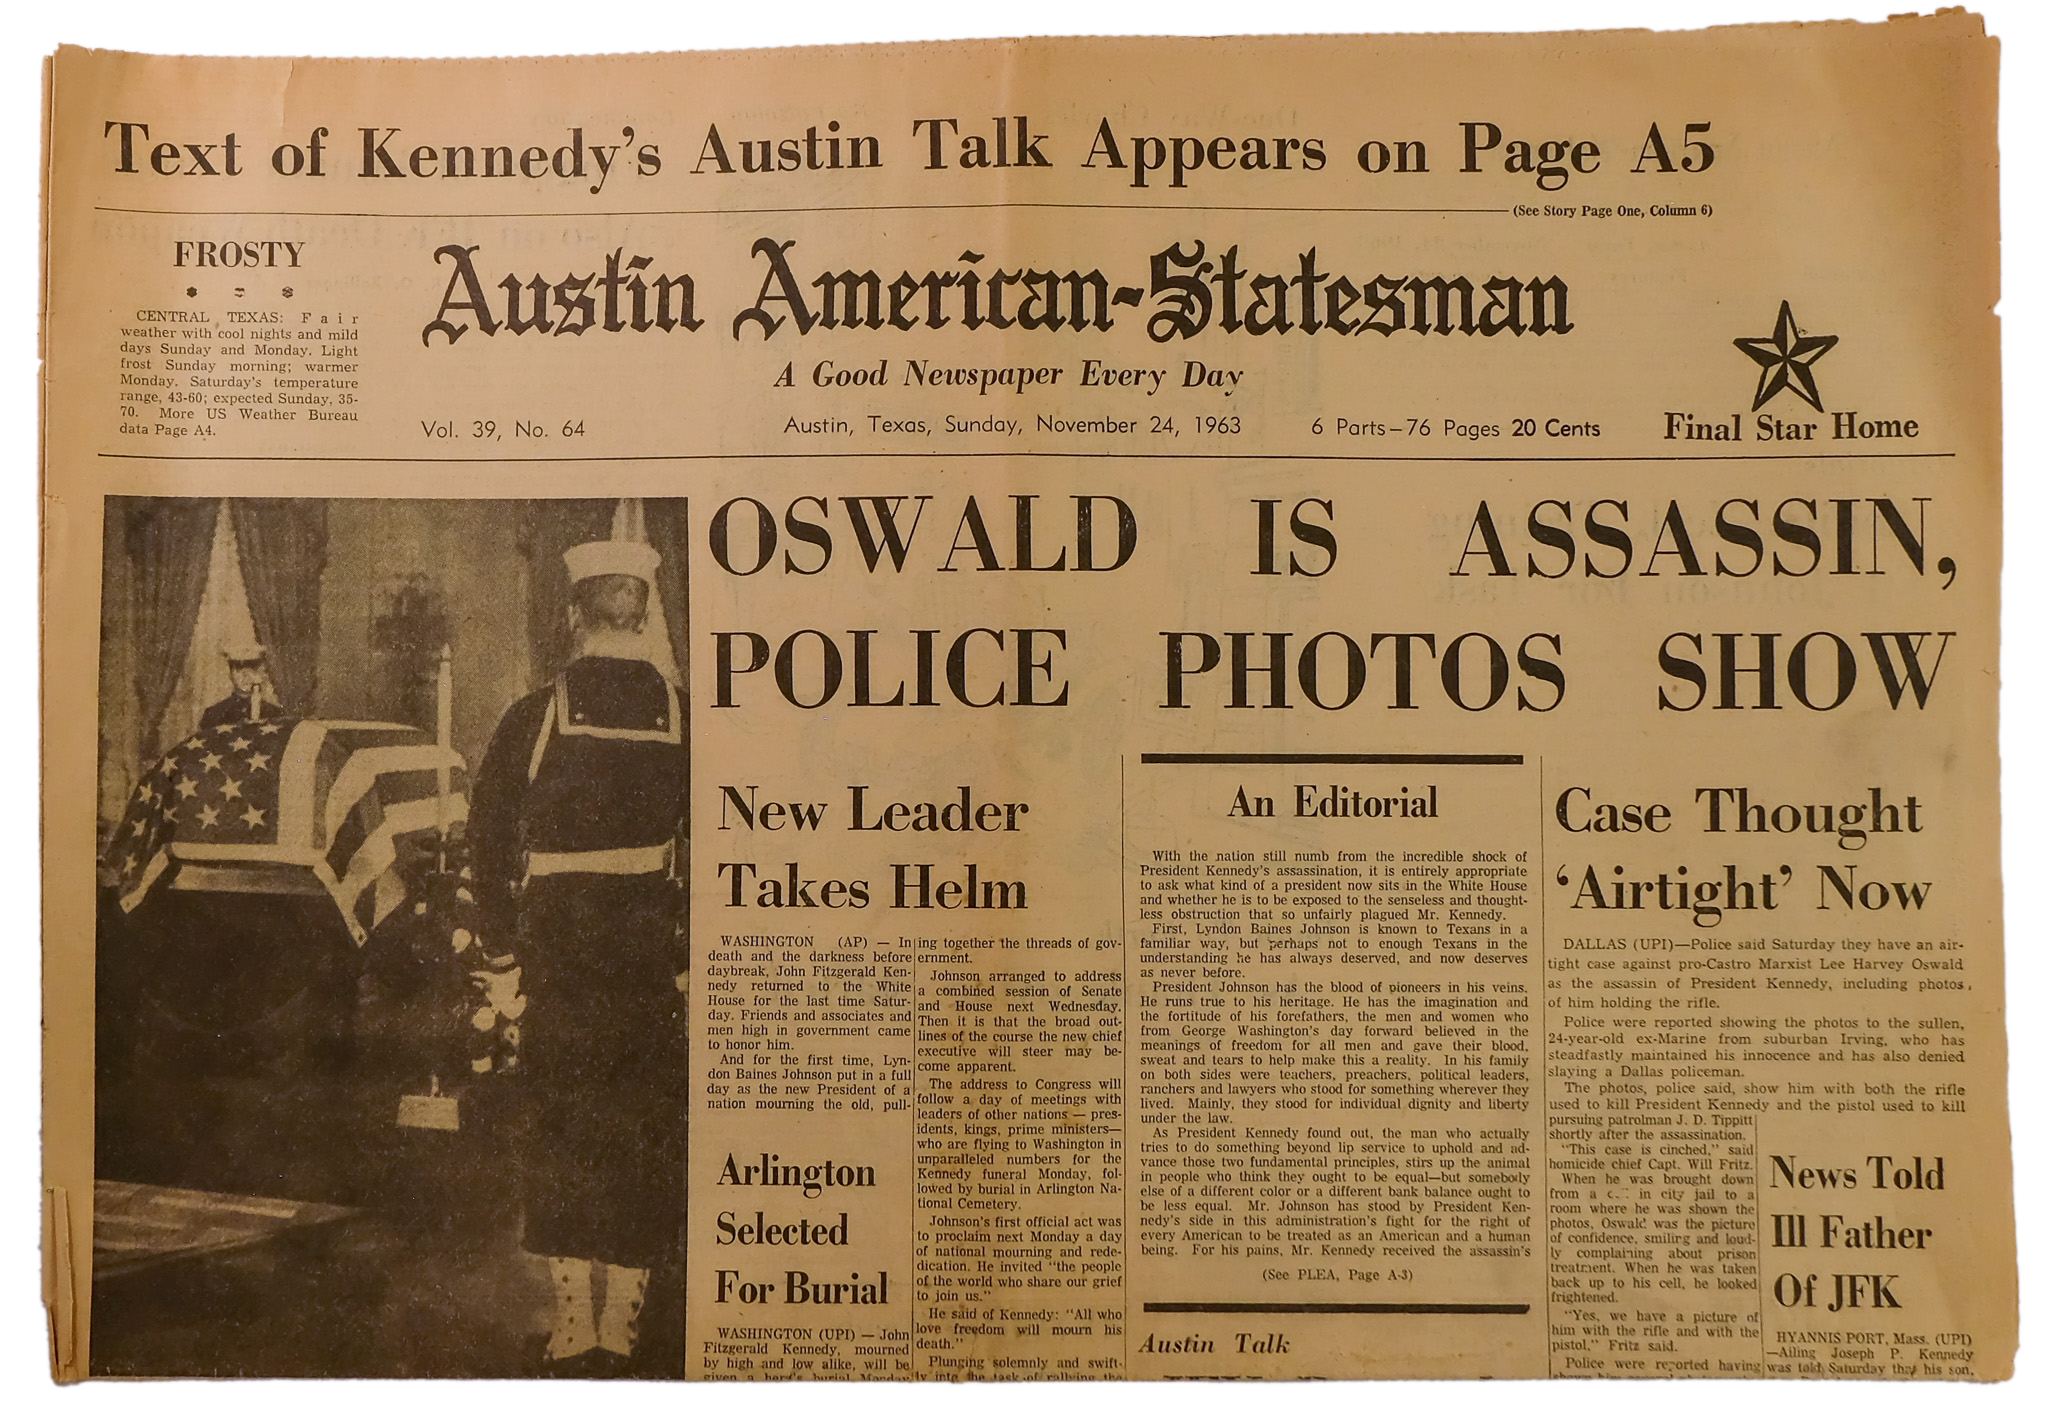 Text of Kennedy's Austin Talk Appears on Page A5
(See Story Page One, Column 6)
FROSTY
CENTRAL TEXAS: Fair
weather with cool nights and mild
days Sunday and Monday. Light
frost Sunday morning; warmer
Monday. Saturday's temperature
range, 43-60; expected Sunday, 35-
70. More US Weather Bureau
data Page A4.
Austin American-Statesman
A Good Newspaper Every Day
Vol. 39, No. 64
Austin, Texas, Sunday, November 24, 1963
6 Parts—76 Pages 20 Cents
Final Star Home
OSWALD IS ASSASSIN,
POLICE PHOTOS SHOW
New Leader
Takes Helm
WASHINGTON (AP) — In
death and the darkness before
daybreak, John Fitzgerald Ken-
nedy returned to the White
House for the last time Satur-
day. Friends and associates and
men high in government came
to honor him.
And for the first time, Lyn-
don Baines Johnson put in a full
day as the new President of a
nation mourning the old, pull-
ing together the threads of gov-
ernment.
Johnson arranged to address
a combined session of Senate
and House next Wednesday.
Then it is that the broad out-
lines of the course the new chief
executive will steer may be-
come apparent.
The address to Congress will
follow a day of meetings with
leaders of other nations — pres-
idents, kings, prime ministers—
who are flying to Washington in
unparalleled numbers for the
Kennedy funeral Monday, fol-
lowed by burial in Arlington Na-
tional Cemetery.
Johnson's first official act was
to proclaim next Monday a day
of national mourning and rede-
dication. He invited "the people
of the world who share our grief
to join us."
He said of Kennedy: "All who
love freedom will mourn his
death."
Plunging solemnly and swift-
ly into the task of rallying the
Arlington
Selected
For Burial
WASHINGTON (UPI) — John
Fitzgerald Kennedy, mourned
by high and low alike, will be
given a hero's burial Monday
An Editorial
With the nation still numb from the incredible shock of
President Kennedy's assassination, it is entirely appropriate
to ask what kind of a president now sits in the White House
and whether he is to be exposed to the senseless and thought-
less obstruction that so unfairly plagued Mr. Kennedy.
First, Lyndon Baines Johnson is known to Texans in a
familiar way, but perhaps not to enough Texans in the
understanding he has always deserved, and now deserves
as never before.
President Johnson has the blood of pioneers in his veins.
He runs true to his heritage. He has the imagination and
the fortitude of his forefathers, the men and women who
from George Washington's day forward believed in the
meanings of freedom for all men and gave their blood,
sweat and tears to help make this a reality. In his family
on both sides were teachers, preachers, political leaders,
ranchers and lawyers who stood for something wherever they
lived. Mainly, they stood for individual dignity and liberty
under the law.
As President Kennedy found out, the man who actually
tries to do something beyond lip service to uphold and ad-
vance those two fundamental principles, stirs up the animal
in people who think they ought to be equal—but somebody
else of a different color or a different bank balance ought to
be less equal. Mr. Johnson has stood by President Ken-
nedy's side in this administration's fight for the right of
every American to be treated as an American and a human
being. For his pains, Mr. Kennedy received the assassin's
(See PLEA, Page A-3)
Austin Talk
Case Thought
'Airtight' Now
DALLAS (UPI)—Police said Saturday they have an air-
tight case against pro-Castro Marxist Lee Harvey Oswald
as the assassin of President Kennedy, including photos
of him holding the rifle.
Police were reported showing the photos to the sullen,
24-year-old ex-Marine from suburban Irving, who has
steadfastly maintained his innocence and has also denied
slaying a Dallas policeman.
The photos, police said, show him with both the rifle
used to kill President Kennedy and the pistol used to kill
pursuing patrolman J. D. Tippitt
shortly after the assassination.
"This case is cinched," said
homicide chief Capt. Will Fritz.
When he was brought down
from a in city jail to a
room where he was shown the
photos, Oswald was the picture
of confidence, smiling and loud-
ly complaining about prison
treatment. When he was taken
back up to his cell, he looked
frightened.
"Yes, we have a picture of
him with the rifle and with the
pistol," Fritz said.
Police were reported having
News Told
Ill Father
Of JFK
HYANNIS PORT, Mass. (UPI)
—Ailing Joseph P. Kennedy
was told Saturday that his son,